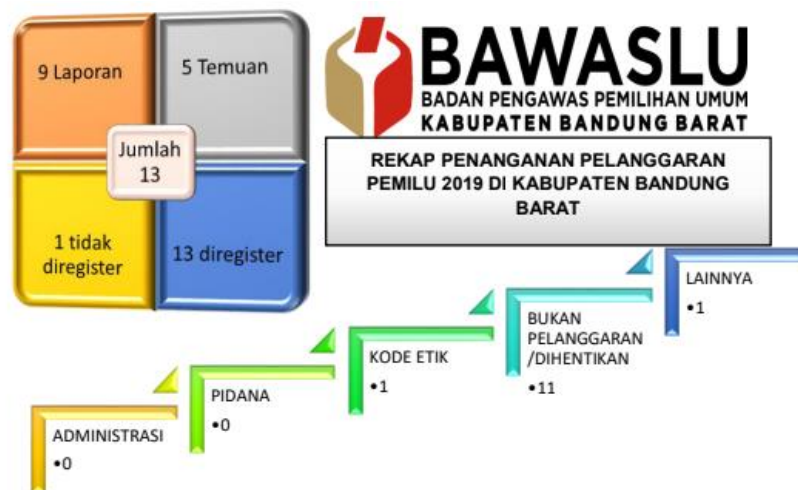 9 Laporan
5 Temuan
Jumlah
13
1 tidak
diregister
13 diregister
BAWASLU
BADAN PENGAWAS PEMILIHAN UMUM
KABUPATEN BANDUNG BARAT
REKAP PENANGANAN PELANGGARAN
PEMILU 2019 DI KABUPATEN BANDUNG
BARAT
ADMINISTRASI
•0
PIDANA
•0
KODE ETIK
•1
BUKAN
PELANGGARAN
/DIHENTIKAN
•11
LAINNYA
•1